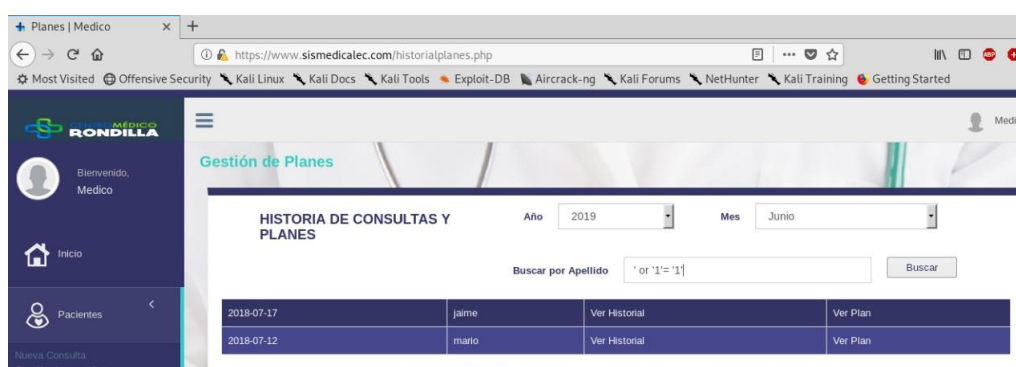 Planes | Medico × +
https://www.sismedicalec.com/historialplanes.php
Most Visited Offensive Security Kali Linux Kali Docs Kali Tools Exploit-DB Aircrack-ng Kali Forums NetHunter Kali Training Getting Started
CENTRO MÉDICO
RONDILLA
Medi
Bienvenido,
Medico
Inicio
Pacientes
Nueva Consulta
Gestión de Planes
HISTORIA DE CONSULTAS Y
PLANES
Año 2019 Mes Junio
Buscar por Apellido ' or '1'= '1' Buscar
2018-07-17 jaime Ver Historial Ver Plan
2018-07-12 mario Ver Historial Ver Plan